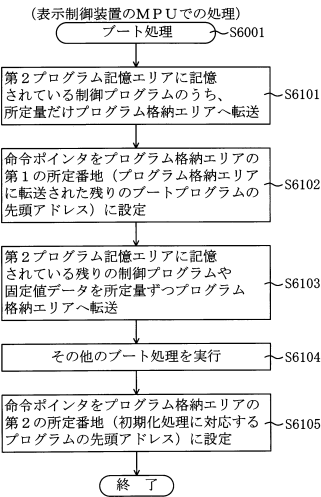 （表示制御装置のＭＰＵでの処理）
ブート処理
S6001
第２プログラム記憶エリアに記憶
されている制御プログラムのうち、
所定量だけプログラム格納エリアへ転送
S6101
命令ポインタをプログラム格納エリアの
第１の所定番地（プログラム格納エリア
に転送された残りのブートプログラムの
先頭アドレス）に設定
S6102
第２プログラム記憶エリアに記憶
されている残りの制御プログラムや
固定値データを所定量ずつプログラム
格納エリアへ転送
S6103
その他のブート処理を実行
S6104
命令ポインタをプログラム格納エリアの
第２の所定番地（初期化処理に対応する
プログラムの先頭アドレス）に設定
S6105
終　了